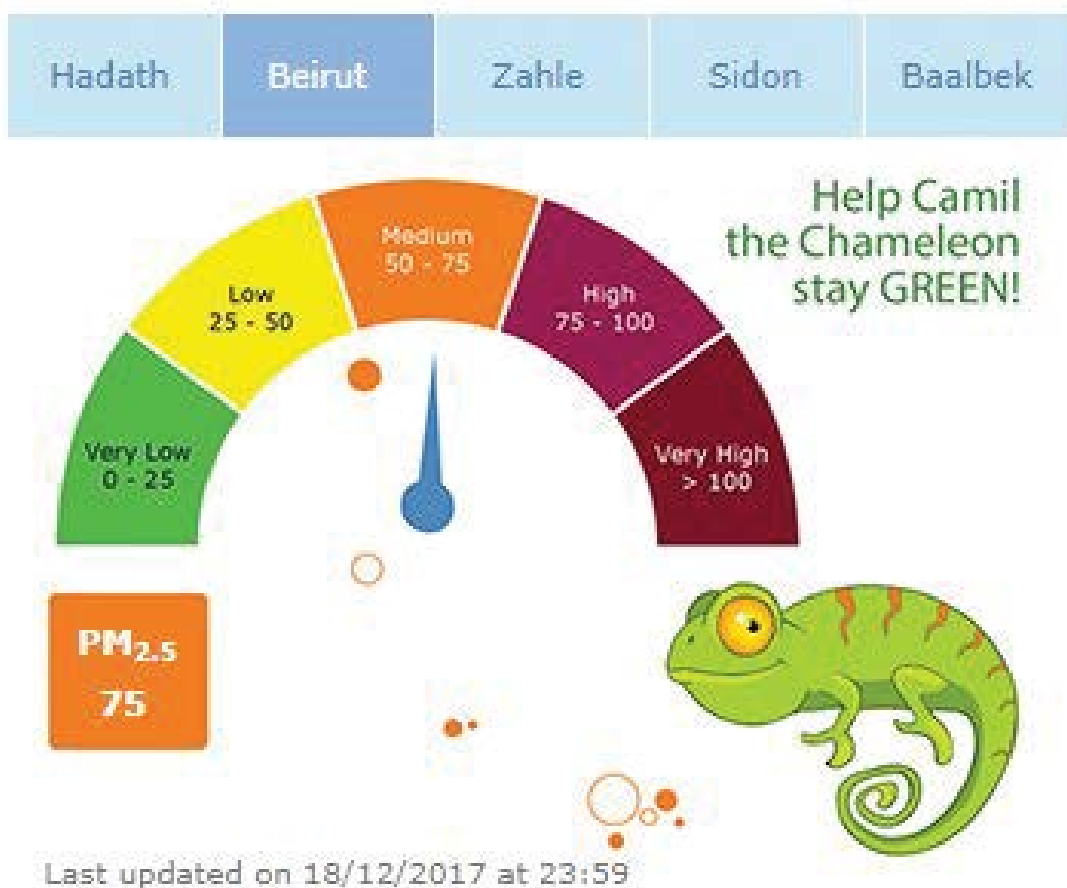 Hadath
Beirut
Zahle
Sidon
Baalbek
Help Camil
the Chameleon
stay GREEN!
Medium
50 - 75
Low
25 - 50
High
75 - 100
Very Low
0 - 25
Very High
> 100
PM2.5
75
Last updated on 18/12/2017 at 23:59